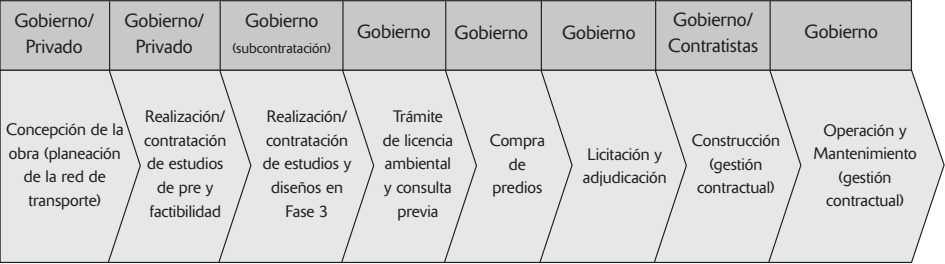 Gobierno/
Privado
Gobierno/
Privado
Gobierno
(subcontratación)
Gobierno
Gobierno
Gobierno
Gobierno/
Contratistas
Gobierno
Concepción de la
obra (planeación
de la red de
transporte)
Realización/
contratación
de estudios
de pre y
factibilidad
Realización/
contratación
de estudios y
diseños en
Fase 3
Trámite
de licencia
ambiental
y consulta
previa
Compra
de
predios
Licitación y
adjudicación
Construcción
(gestión
contractual)
Operación y
Mantenimiento
(gestión
contractual)